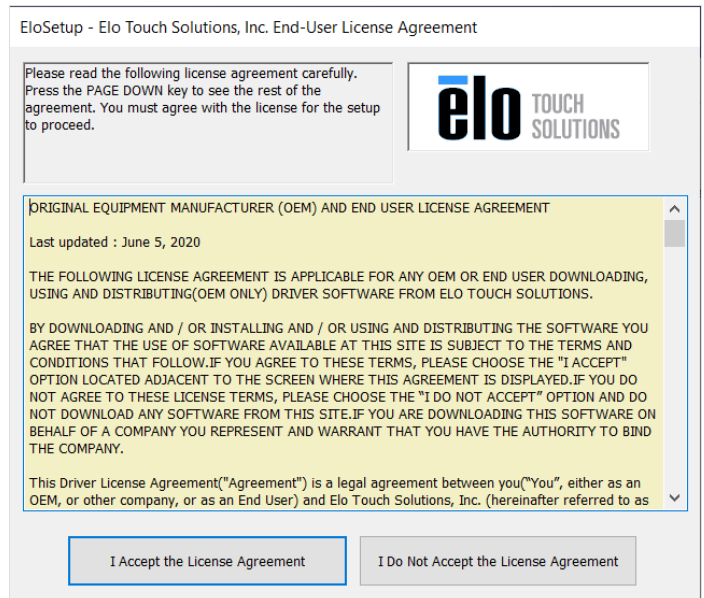 EloSetup - Elo Touch Solutions, Inc. End-User License Agreement
Please read the following license agreement carefully.
Press the PAGE DOWN key to see the rest of the
agreement. You must agree with the license for the setup
to proceed.
ēlo TOUCH
SOLUTIONS
ORIGINAL EQUIPMENT MANUFACTURER (OEM) AND END USER LICENSE AGREEMENT
Last updated : June 5, 2020
THE FOLLOWING LICENSE AGREEMENT IS APPLICABLE FOR ANY OEM OR END USER DOWNLOADING,
USING AND DISTRIBUTING(OEM ONLY) DRIVER SOFTWARE FROM ELO TOUCH SOLUTIONS.
BY DOWNLOADING AND / OR INSTALLING AND / OR USING AND DISTRIBUTING THE SOFTWARE YOU
AGREE THAT THE USE OF SOFTWARE AVAILABLE AT THIS SITE IS SUBJECT TO THE TERMS AND
CONDITIONS THAT FOLLOW.IF YOU AGREE TO THESE TERMS, PLEASE CHOOSE THE "I ACCEPT"
OPTION LOCATED ADJACENT TO THE SCREEN WHERE THIS AGREEMENT IS DISPLAYED.IF YOU DO
NOT AGREE TO THESE LICENSE TERMS, PLEASE CHOOSE THE “I DO NOT ACCEPT” OPTION AND DO
NOT DOWNLOAD ANY SOFTWARE FROM THIS SITE.IF YOU ARE DOWNLOADING THIS SOFTWARE ON
BEHALF OF A COMPANY YOU REPRESENT AND WARRANT THAT YOU HAVE THE AUTHORITY TO BIND
THE COMPANY.
This Driver License Agreement("Agreement") is a legal agreement between you(“You”, either as an
OEM, or other company, or as an End User) and Elo Touch Solutions, Inc. (hereinafter referred to as
I Accept the License Agreement
I Do Not Accept the License Agreement